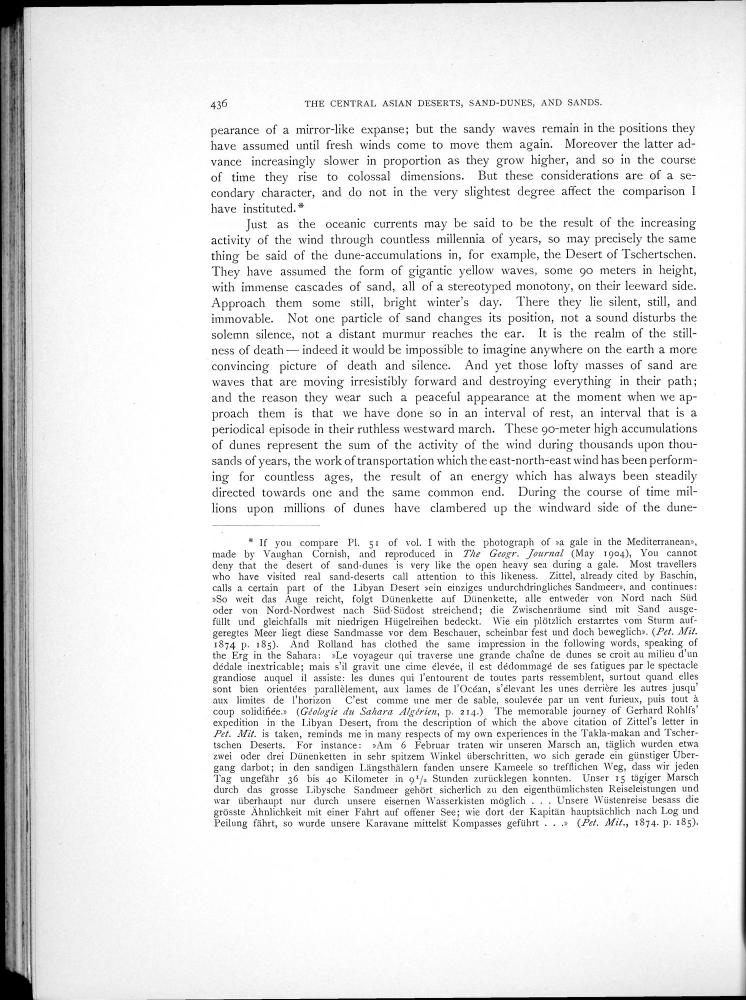 436 THE CENTRAL ASIAN DESERTS, SAND-DUNES, AND SANDS.
pearance of a mirror-like expanse; but the sandy waves remain in the positions they
have assumed until fresh winds come to move them again. Moreover the latter ad-
vance increasingly slower in proportion as they grow higher, and so in the course
of time they rise to colossal dimensions. But these considerations are of a se-
condary character, and do not in the very slightest degree affect the comparison I
have instituted.*
Just as the oceanic currents may be said to be the result of the increasing
activity of the wind through countless millennia of years, so may precisely the same
thing be said of the dune-accumulations in, for example, the Desert of Tschertschen.
They have assumed the form of gigantic yellow waves, some 90 meters in height,
with immense cascades of sand, all of a stereotyped monotony, on their leeward side.
Approach them some still, bright winter's day. There they lie silent, still, and
immovable. Not one particle of sand changes its position, not a sound disturbs the
solemn silence, not a distant murmur reaches the ear. It is the realm of the still-
ness of death — indeed it would be impossible to imagine anywhere on the earth a more
convincing picture of death and silence. And yet those lofty masses of sand are
waves that are moving irresistibly forward and destroying everything in their path;
and the reason they wear such a peaceful appearance at the moment when we ap-
proach them is that we have done so in an interval of rest, an interval that is a
periodical episode in their ruthless westward march. These 90-meter high accumulations
of dunes represent the sum of the activity of the wind during thousands upon thou-
sands of years, the work of transportation which the east-north-east wind has been perform-
ing for countless ages, the result of an energy which has always been steadily
directed towards one and the same common end. During the course of time mil-
lions upon millions of dunes have clambered up the windward side of the dune-
* If you compare Pl. 51 of vol. I with the photograph of »a gale in the Mediterranean»,
made by Vaughan Cornish, and reproduced in The Geogr. Journal (May 1904), You cannot
deny that the desert of sand-dunes is very like the open heavy sea during a gale. Most travellers
who have visited real sand-deserts call attention to this likeness. Zittel, already cited by Baschin,
calls a certain part of the Libyan Desert »ein einziges undurchdringliches Sandmeer», and continues:
»So weit das Auge reicht, folgt Dünenkette auf Dünenkette, alle entweder von Nord nach Süd
oder von Nord-Nordwest nach Süd-Südost streichend; die Zwischenräume sind mit Sand ausge-
füllt und gleichfalls mit niedrigen Hügelreihen bedeckt. Wie ein plötzlich erstarrtes vom Sturm auf-
geregtes Meer liegt diese Sandmasse vor dem Beschauer, scheinbar fest und doch beweglich». (Pet. Mit.
1874 p. 185). And Rolland has clothed the same impression in the following words, speaking of
the Erg in the Sahara: »Le voyageur qui traverse une grande chaîne de dunes se croit au milieu d'un
dédale inextricable; mais s'il gravit une cime élevée, il est dédommagé de ses fatigues par le spectacle
grandiose auquel il assiste: les dunes qui l'entourent de toutes parts ressemblent, surtout quand elles
sont bien orientées parallèlement, aux lames de l'Océan, s'élevant les unes derrière les autres jusqu'
aux limites de l'horizon C'est comme une mer de sable, soulevée par un vent furieux, puis tout à
coup solidifiée.» (Géologie du Sahara Algérien, p. 214.) The memorable journey of Gerhard Rohlfs'
expedition in the Libyan Desert, from the description of which the above citation of Zittel's letter in
Pet. Mit. is taken, reminds me in many respects of my own experiences in the Takla-makan and Tscher-
tschen Deserts. For instance: »Am 6 Februar traten wir unseren Marsch an, täglich wurden etwa
zwei oder drei Dünenketten in sehr spitzem Winkel überschritten, wo sich gerade ein günstiger Über-
gang darbot; in den sandigen Längsthälern fanden unsere Kameele so trefflichen Weg, dass wir jeden
Tag ungefähr 36 bis 40 Kilometer in 9 1/2 Stunden zurücklegen konnten. Unser 15 tägiger Marsch
durch das grosse Libysche Sandmeer gehört sicherlich zu den eigenthümlichsten Reiseleistungen und
war überhaupt nur durch unsere eisernen Wasserkisten möglich . . . Unsere Wüstenreise besass die
grösste Ähnlichkeit mit einer Fahrt auf offener See; wie dort der Kapitän hauptsächlich nach Log und
Peilung fährt, so wurde unsere Karavane mittelst Kompasses geführt . . .» (Pet. Mit., 1874. p. 185).